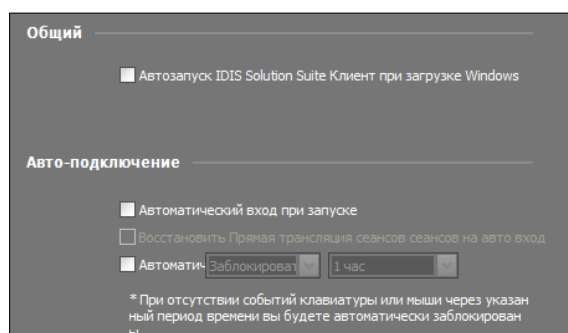 Общий
Автозапуск IDIS Solution Suite Клиент при загрузке Windows
Авто-подключение
Автоматический вход при запуске
Восстановить Прямая трансляция сеансов сеансов на авто вход
Автоматич Заблокироват 1 час
* При отсутствии событий клавиатуры или мыши через указан
ный период времени вы будете автоматически заблокирован